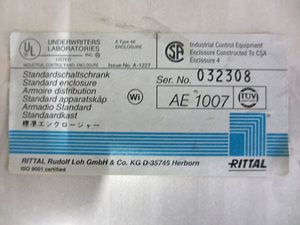 UL
UNDERWRITERS
LABORATORIES INC.®
A Type 4X
ENCLOSURE
LISTED
INDUSTRIAL CONTROL PANEL ENCLOSURE
Issue No. A-1227
SA
Industrial Control Equipment
Enclosure Constructed To CSA
Enclosure 4
Standardschaltschrank
Standard enclosure
Armoire distribution
Standard apparatskåp
Armadio Standard
Standaardkast
標準エンクロージャー
Wi
Ser. No. 032308
AE 1007
TÜV
RITTAL Rudolf Loh GmbH & Co. KG D-35745 Herborn
ISO 9001 certified
RITTAL